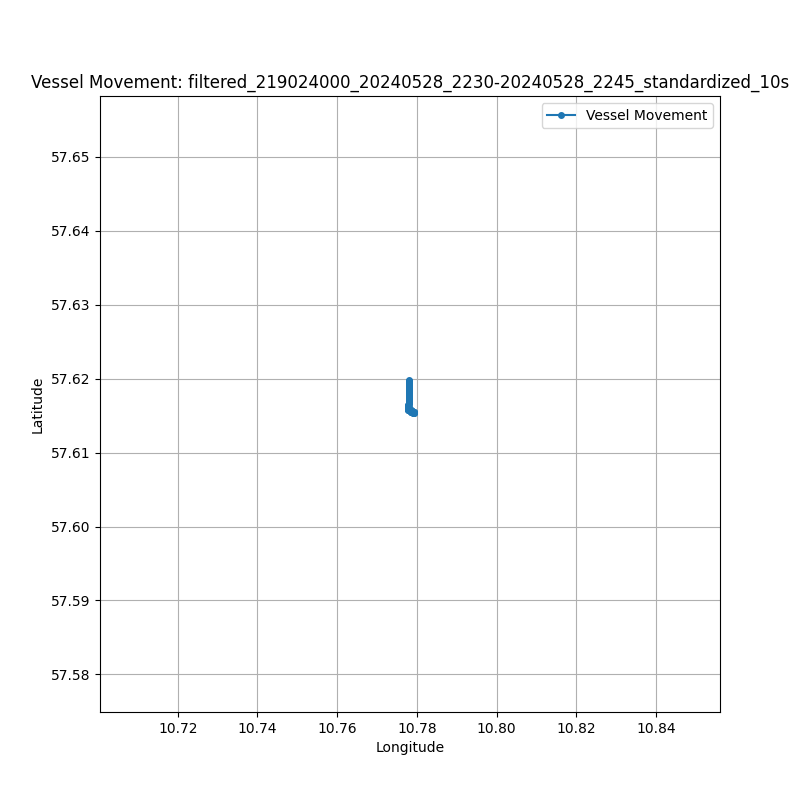 Vessel Movement: filtered_219024000_20240528_2230-20240528_2245_standardized_10s
Vessel Movement
57.65
57.64
57.63
57.62
57.61
57.60
57.59
57.58
Latitude
10.72 10.74 10.76 10.78 10.80 10.82 10.84
Longitude